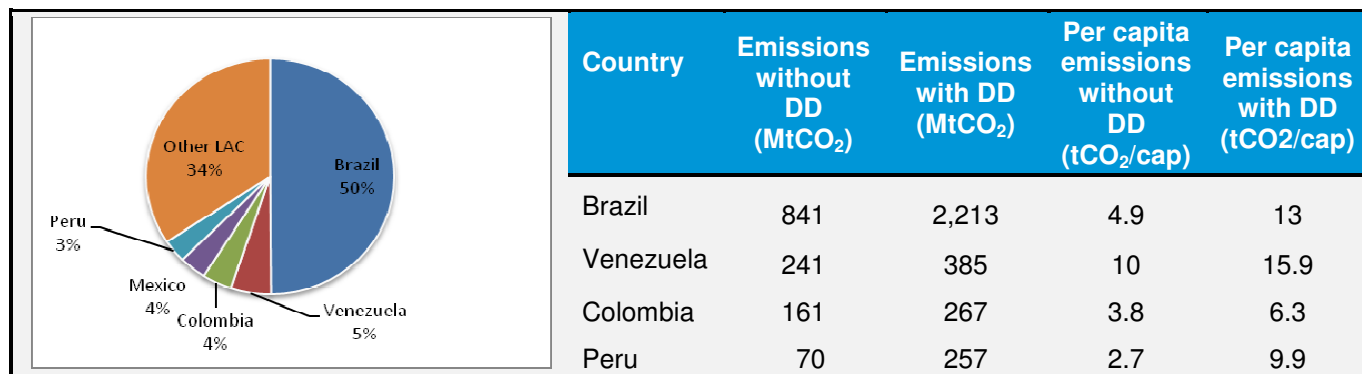 Other LAC
34%
Brazil
50%
Peru
3%
Mexico
4%
Colombia
4%
Venezuela
5%
Country
Emissions without DD (MtCO₂)
Emissions with DD (MtCO₂)
Per capita emissions without DD (tCO₂/cap)
Per capita emissions with DD (tCO2/cap)
Brazil 841 2,213 4.9 13
Venezuela 241 385 10 15.9
Colombia 161 267 3.8 6.3
Peru 70 257 2.7 9.9